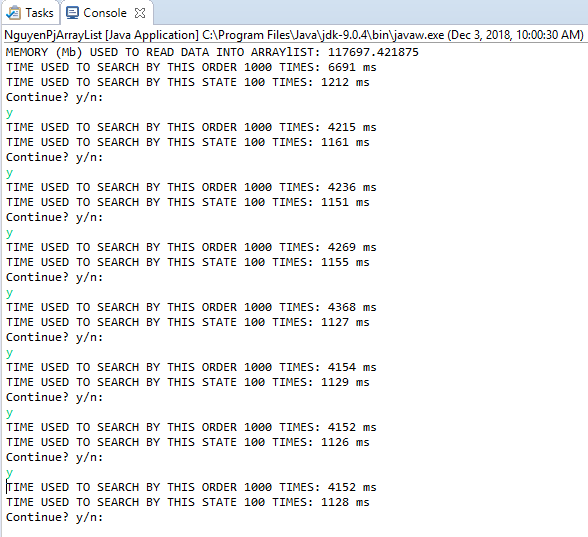 Tasks Console
NguyenPjArrayList [Java Application] C:\Program Files\Java\jdk-9.0.4\bin\javaw.exe (Dec 3, 2018, 10:00:30 AM)
MEMORY (Mb) USED TO READ DATA INTO ARRAYlIST: 117697.421875
TIME USED TO SEARCH BY THIS ORDER 1000 TIMES: 6691 ms
TIME USED TO SEARCH BY THIS STATE 100 TIMES: 1212 ms
Continue? y/n:
y
TIME USED TO SEARCH BY THIS ORDER 1000 TIMES: 4215 ms
TIME USED TO SEARCH BY THIS STATE 100 TIMES: 1161 ms
Continue? y/n:
y
TIME USED TO SEARCH BY THIS ORDER 1000 TIMES: 4236 ms
TIME USED TO SEARCH BY THIS STATE 100 TIMES: 1151 ms
Continue? y/n:
y
TIME USED TO SEARCH BY THIS ORDER 1000 TIMES: 4269 ms
TIME USED TO SEARCH BY THIS STATE 100 TIMES: 1155 ms
Continue? y/n:
y
TIME USED TO SEARCH BY THIS ORDER 1000 TIMES: 4368 ms
TIME USED TO SEARCH BY THIS STATE 100 TIMES: 1127 ms
Continue? y/n:
y
TIME USED TO SEARCH BY THIS ORDER 1000 TIMES: 4154 ms
TIME USED TO SEARCH BY THIS STATE 100 TIMES: 1129 ms
Continue? y/n:
y
TIME USED TO SEARCH BY THIS ORDER 1000 TIMES: 4152 ms
TIME USED TO SEARCH BY THIS STATE 100 TIMES: 1126 ms
Continue? y/n:
y
TIME USED TO SEARCH BY THIS ORDER 1000 TIMES: 4152 ms
TIME USED TO SEARCH BY THIS STATE 100 TIMES: 1128 ms
Continue? y/n: